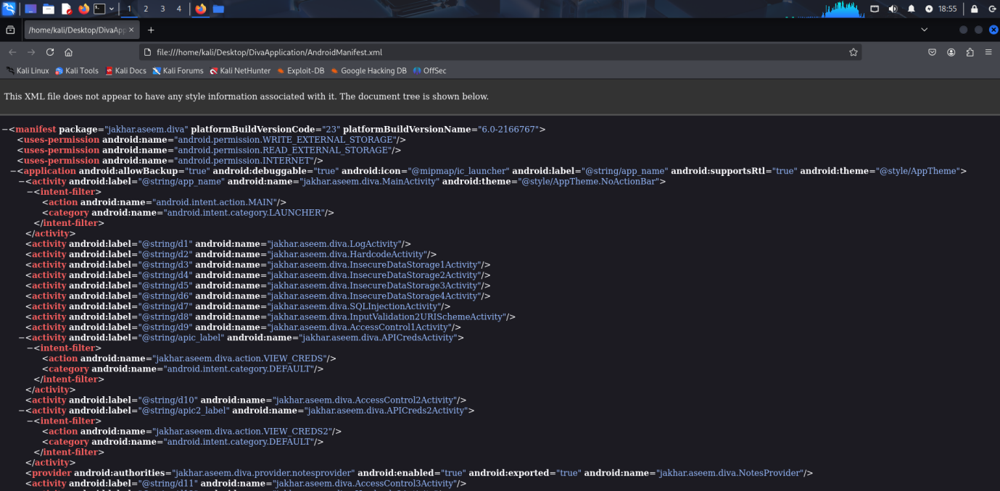 1 2 3 4 18:55
/home/kali/Desktop/DivaApp
file:///home/kali/Desktop/DivaApplication/AndroidManifest.xml
Kali Linux Kali Tools Kali Docs Kali Forums Kali NetHunter Exploit-DB Google Hacking DB OffSec
This XML file does not appear to have any style information associated with it. The document tree is shown below.
−<manifest package="jakhar.aseem.diva" platformBuildVersionCode="23" platformBuildVersionName="6.0-2166767">
<uses-permission android:name="android.permission.WRITE_EXTERNAL_STORAGE"/>
<uses-permission android:name="android.permission.READ_EXTERNAL_STORAGE"/>
<uses-permission android:name="android.permission.INTERNET"/>
−<application android:allowBackup="true" android:debuggable="true" android:icon="@mipmap/ic_launcher" android:label="@string/app_name" android:supportsRtl="true" android:theme="@style/AppTheme">
−<activity android:label="@string/app_name" android:name="jakhar.aseem.diva.MainActivity" android:theme="@style/AppTheme.NoActionBar">
−<intent-filter>
<action android:name="android.intent.action.MAIN"/>
<category android:name="android.intent.category.LAUNCHER"/>
</intent-filter>
</activity>
<activity android:label="@string/d1" android:name="jakhar.aseem.diva.LogActivity"/>
<activity android:label="@string/d2" android:name="jakhar.aseem.diva.HardcodeActivity"/>
<activity android:label="@string/d3" android:name="jakhar.aseem.diva.InsecureDataStorage1Activity"/>
<activity android:label="@string/d4" android:name="jakhar.aseem.diva.InsecureDataStorage2Activity"/>
<activity android:label="@string/d5" android:name="jakhar.aseem.diva.InsecureDataStorage3Activity"/>
<activity android:label="@string/d6" android:name="jakhar.aseem.diva.InsecureDataStorage4Activity"/>
<activity android:label="@string/d7" android:name="jakhar.aseem.diva.SQLInjectionActivity"/>
<activity android:label="@string/d8" android:name="jakhar.aseem.diva.InputValidation2URISchemeActivity"/>
<activity android:label="@string/d9" android:name="jakhar.aseem.diva.AccessControl1Activity"/>
−<activity android:label="@string/apic_label" android:name="jakhar.aseem.diva.APICredsActivity">
−<intent-filter>
<action android:name="jakhar.aseem.diva.action.VIEW_CREDS"/>
<category android:name="android.intent.category.DEFAULT"/>
</intent-filter>
</activity>
<activity android:label="@string/d10" android:name="jakhar.aseem.diva.AccessControl2Activity"/>
−<activity android:label="@string/apic2_label" android:name="jakhar.aseem.diva.APICreds2Activity">
−<intent-filter>
<action android:name="jakhar.aseem.diva.action.VIEW_CREDS2"/>
<category android:name="android.intent.category.DEFAULT"/>
</intent-filter>
</activity>
<provider android:authorities="jakhar.aseem.diva.provider.notesprovider" android:enabled="true" android:exported="true" android:name="jakhar.aseem.diva.NotesProvider"/>
<activity android:label="@string/d11" android:name="jakhar.aseem.diva.AccessControl3Activity"/>